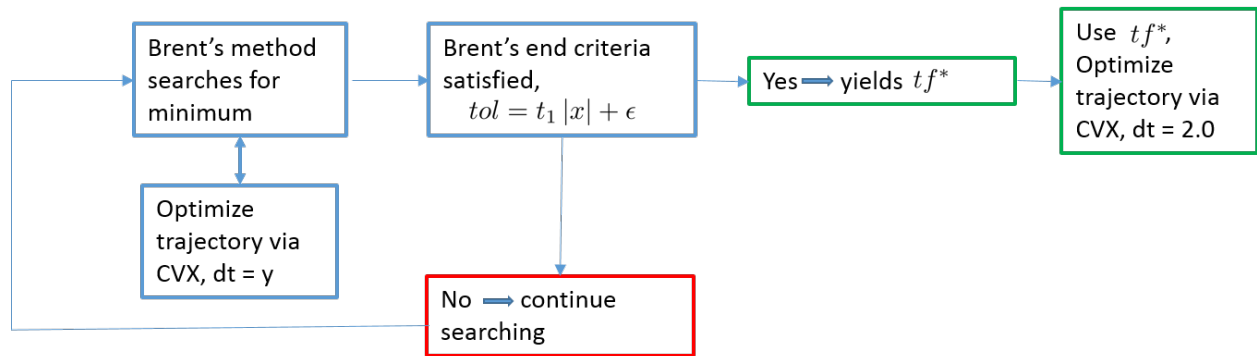 Brent's method
searches for
minimum
Brent's end criteria
satisfied,
tol = t₁ |x| + ϵ
Yes ⟹ yields tf*
Use tf*,
Optimize
trajectory via
CVX, dt = 2.0
Optimize
trajectory via
CVX, dt = y
No ⟹ continue
searching